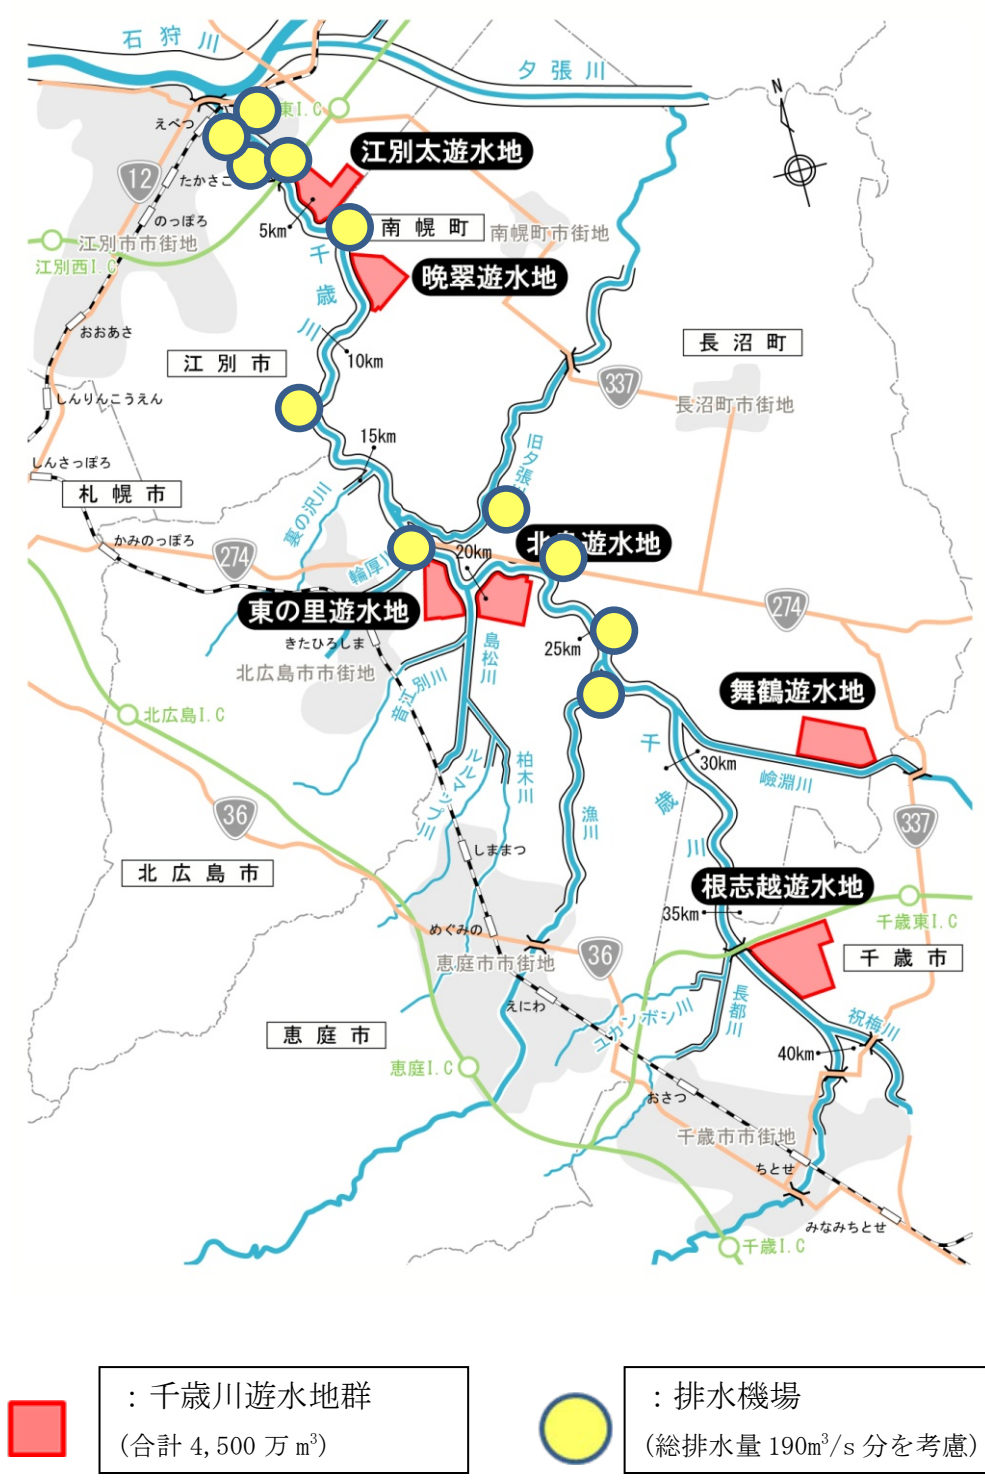 石狩川
夕張川
N
東I.C
えべつ
江別太遊水地
12
たかさご
のっぽろ
5km
南幌町
南幌町市街地
江別市市街地
江別西I.C
千歳川
晩翠遊水地
おおあさ
10km
江別市
長沼町
337
しんりんこうえん
長沼町市街地
15km
しんさっぽろ
札幌市
裏の沢川
旧夕張
かみのっぽろ
274
輪厚川
20km
北島遊水地
東の里遊水地
274
きたひろしま
25km
島松川
北広島市市街地
音江別川
舞鶴遊水地
北広島I.C
千歳川
30km
嶮淵川
ルルマップ川
柏木川
漁川
36
337
しままつ
北広島市
根志越遊水地
35km
千歳東I.C
めぐみの
36
恵庭市市街地
千歳市
えにわ
ユカンボシ川
長都川
祝梅川
恵庭市
恵庭I.C
40km
おさつ
千歳市市街地
ちとせ
みなみちとせ
千歳I.C
：千歳川遊水地群
(合計 4,500 万 m³)
：排水機場
(総排水量 190m³/s 分を考慮)